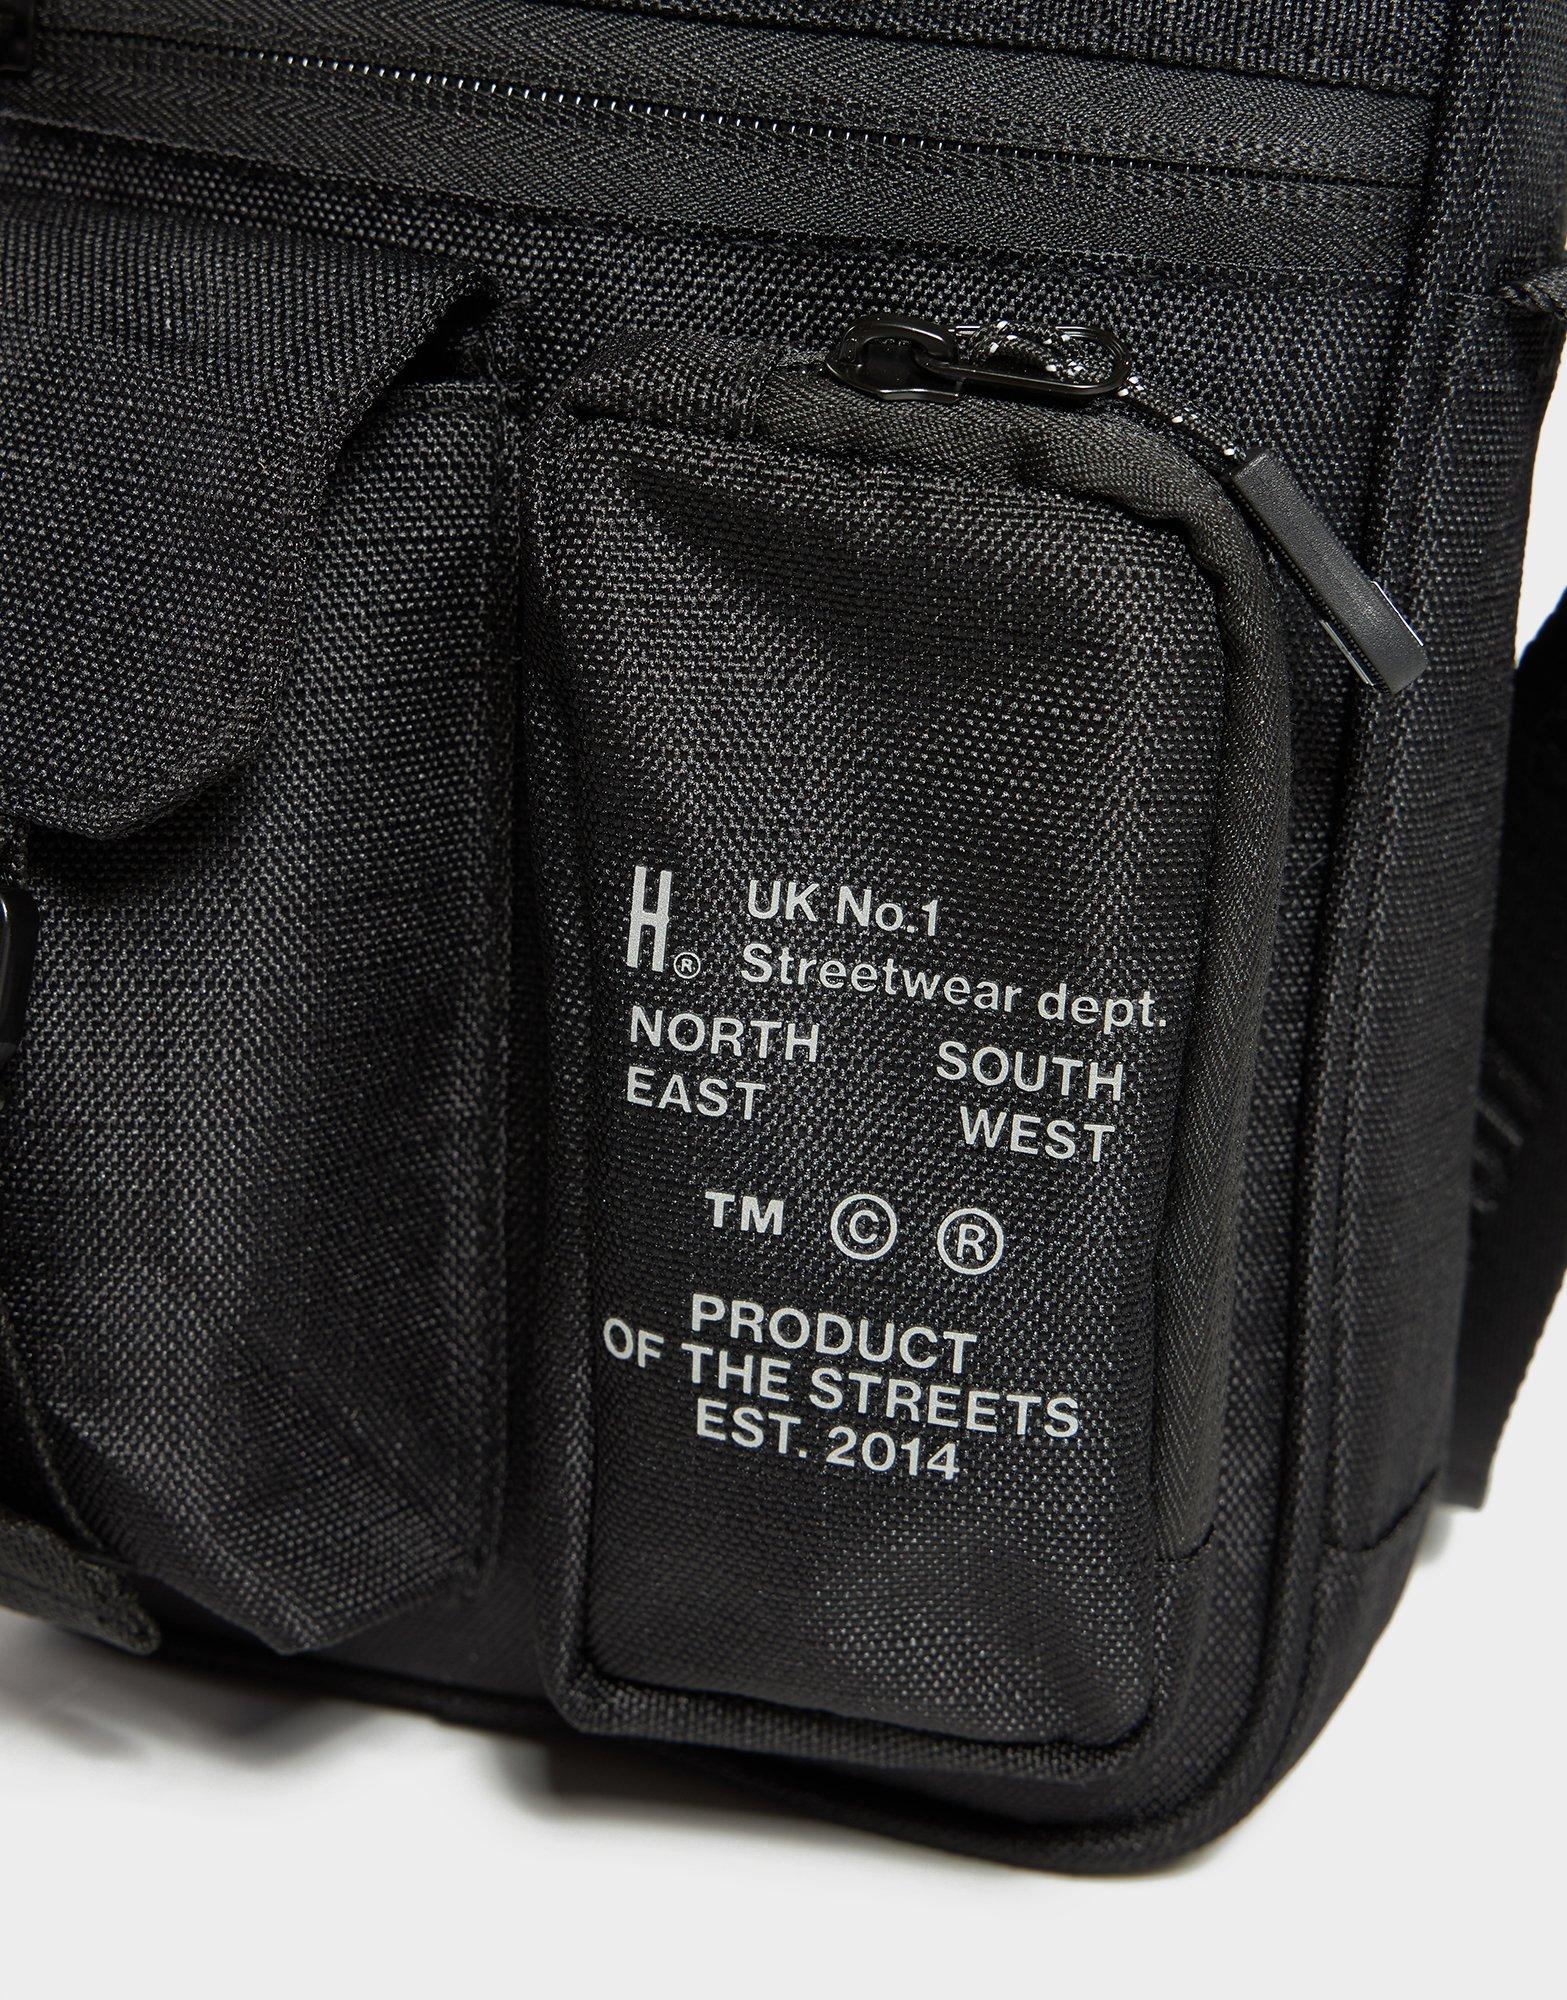 H® UK No.1
Streetwear dept.
NORTH SOUTH
EAST WEST
TM © ®
PRODUCT
OF THE STREETS
EST. 2014